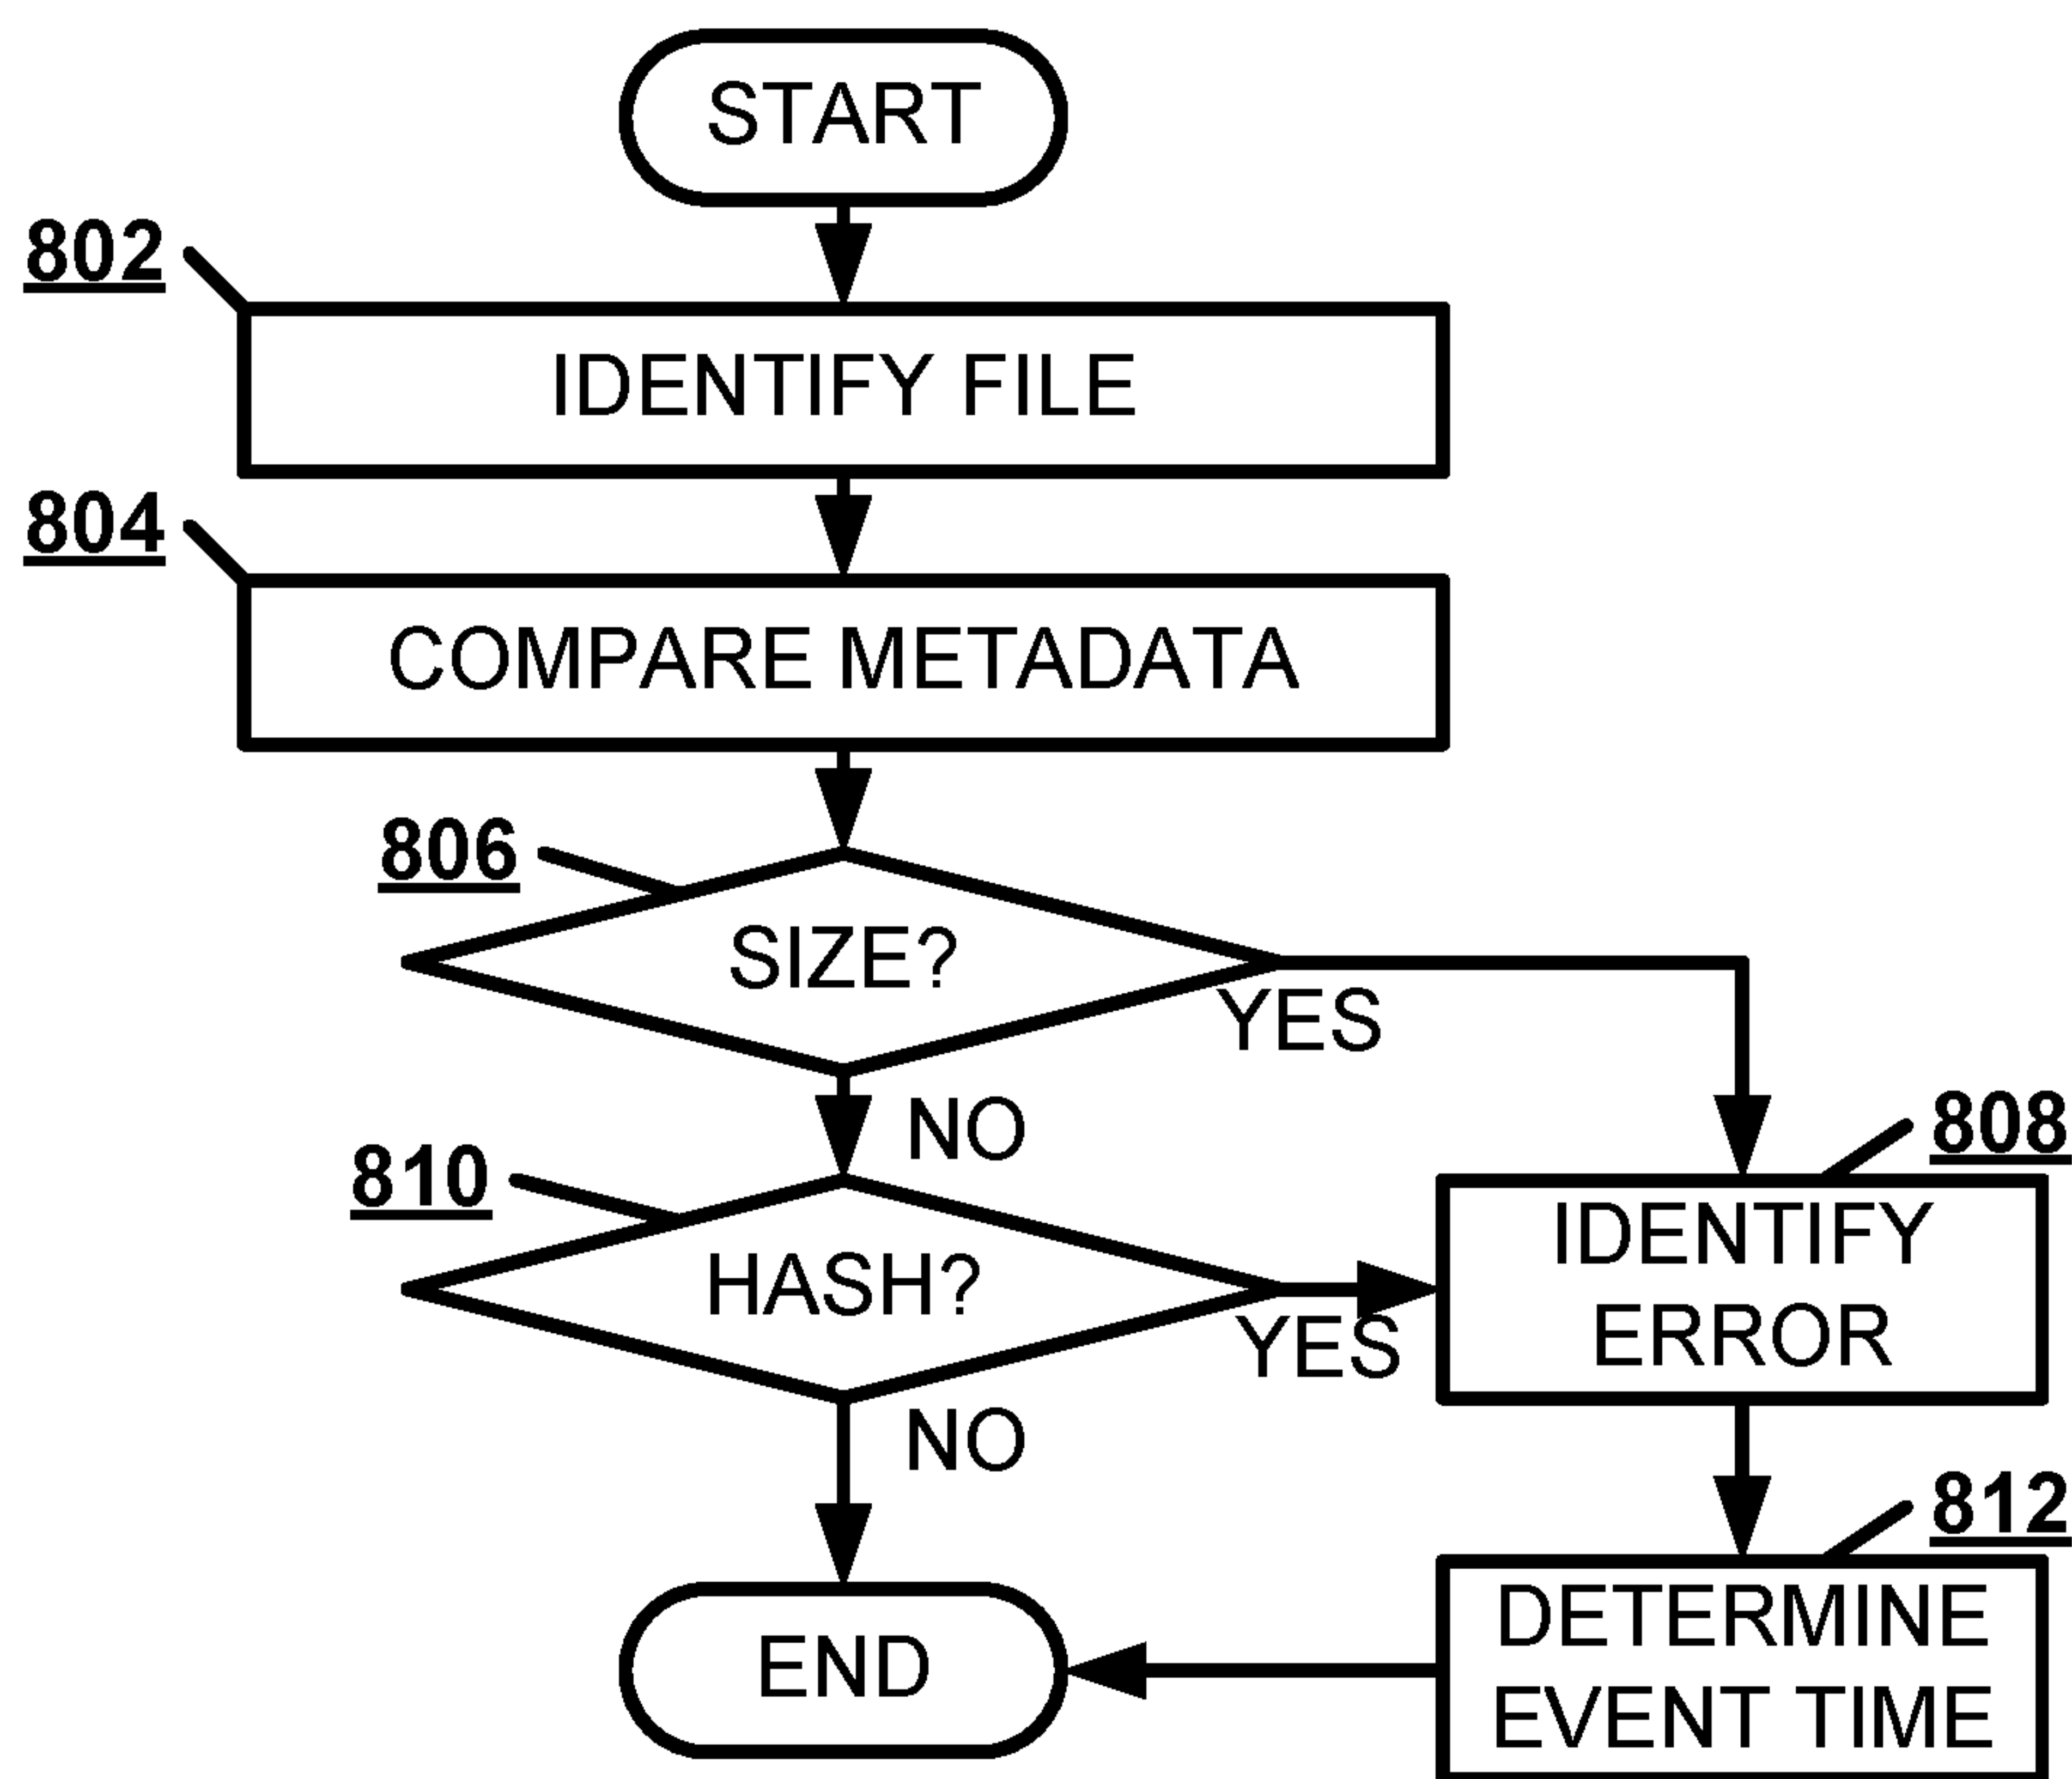 START
802
IDENTIFY FILE
804
COMPARE METADATA
806
SIZE?
YES
NO
808
810
HASH?
YES
IDENTIFY
ERROR
NO
812
DETERMINE
EVENT TIME
END